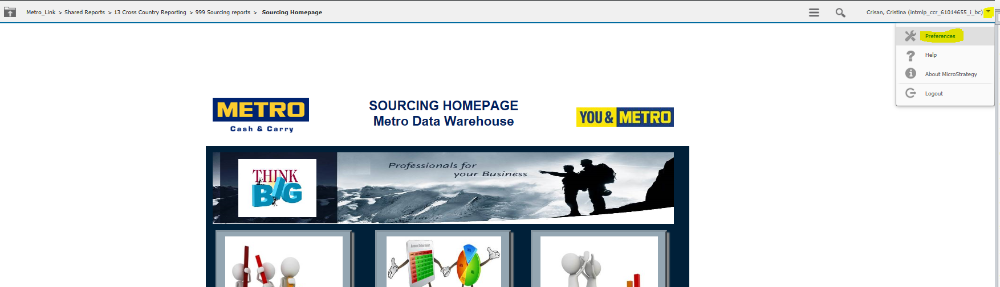 Metro_Link > Shared Reports > 13 Cross Country Reporting > 999 Sourcing reports > Sourcing Homepage
Crisan, Cristina (intmlp_ccr_61014655_i_bc)
Preferences
Help
About MicroStrategy
Logout
METRO
Cash & Carry
SOURCING HOMEPAGE
Metro Data Warehouse
YOU & METRO
THINK
BIG
Professionals for
your Business